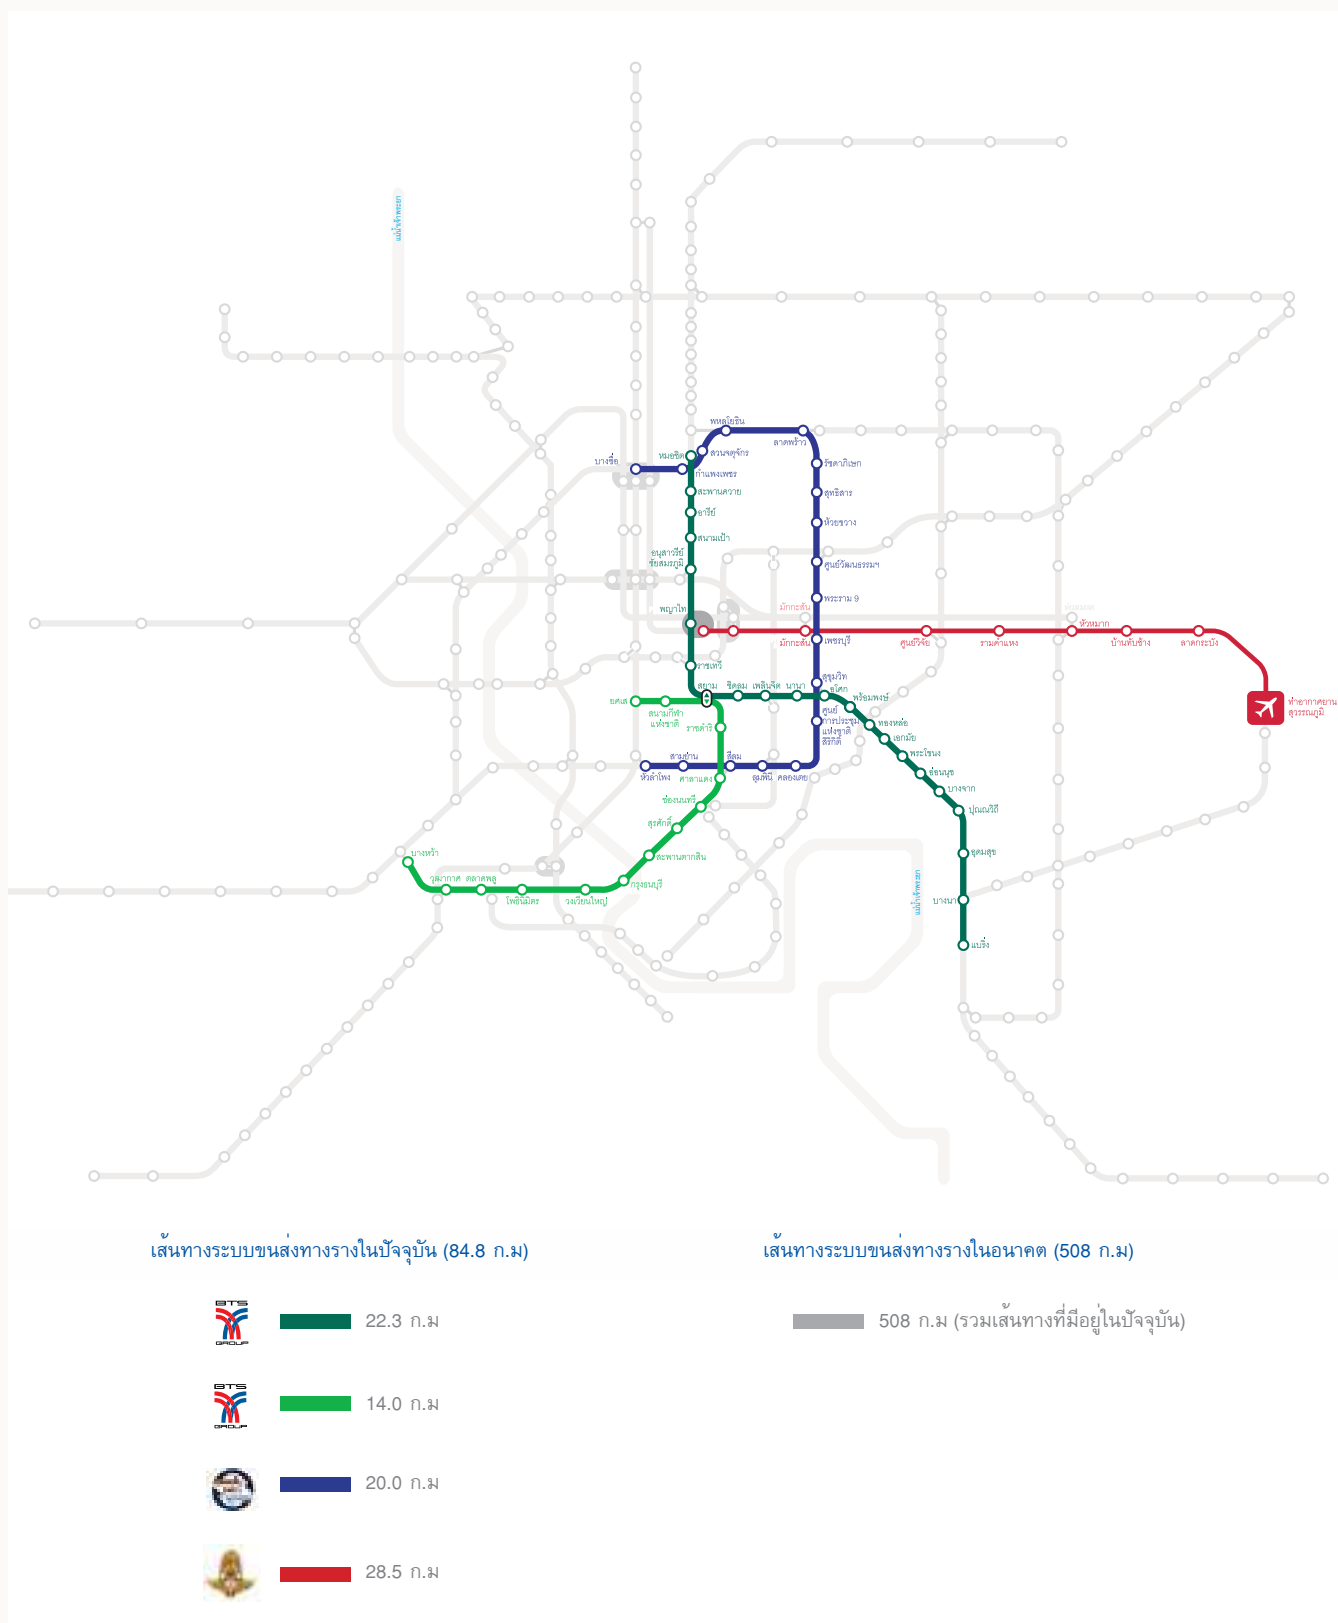 แม่น้ำเจ้าพระยา
พหลโยธิน
ลาดพร้าว
บางซื่อ
หมอชิต
สวนจตุจักร
กำแพงเพชร
รัชดาภิเษก
สะพานควาย
สุทธิสาร
อารีย์
ห้วยขวาง
สนามเป้า
อนุสาวรีย์
ชัยสมรภูมิ
ศูนย์วัฒนธรรมฯ
พระราม 9
พญาไท
มักกะสัน
หัวหมาก
เพชรบุรี
มักกะสัน
ศูนย์วิจัย
รามคำแหง
บ้านทับช้าง
ลาดกระบัง
ราชเทวี
สุขุมวิท
สยาม
ชิดลม
เพลินจิต
นานา
อโศก
พร้อมพงษ์
ท่าอากาศยาน
สุวรรณภูมิ
ยศเส
สนามกีฬา
แห่งชาติ
ราชดำริ
ศูนย์
การประชุม
แห่งชาติ
สิริกิติ์
ทองหล่อ
เอกมัย
พระโขนง
สามย่าน
สีลม
หัวลำโพง
ศาลาแดง
ลุมพินี
คลองเตย
อ่อนนุช
บางจาก
ช่องนนทรี
ปุณณวิถี
สุรศักดิ์
สะพานตากสิน
บางหว้า
อุดมสุข
วุฒากาศ
ตลาดพลู
กรุงธนบุรี
โพธิ์นิมิตร
วงเวียนใหญ่
แม่น้ำเจ้าพระยา
บางนา
แบริ่ง
เส้นทางระบบขนส่งทางรางในปัจจุบัน (84.8 ก.ม)
เส้นทางระบบขนส่งทางรางในอนาคต (508 ก.ม)
BTS
GROUP
22.3 ก.ม
508 ก.ม (รวมเส้นทางที่มีอยู่ในปัจจุบัน)
BTS
GROUP
14.0 ก.ม
20.0 ก.ม
28.5 ก.ม